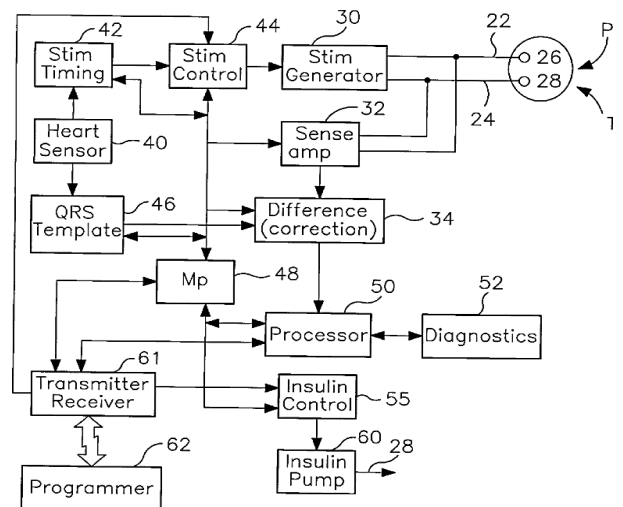 42
Stim
Timing
44
Stim
Control
30
Stim
Generator
22
26
28
P
24
T
32
Sense
amp
Heart
Sensor
40
46
QRS
Template
Difference
(correction)
34
Mp
48
50
Processor
52
Diagnostics
61
Transmitter
Receiver
Insulin
Control
55
60
Insulin
Pump
28
62
Programmer